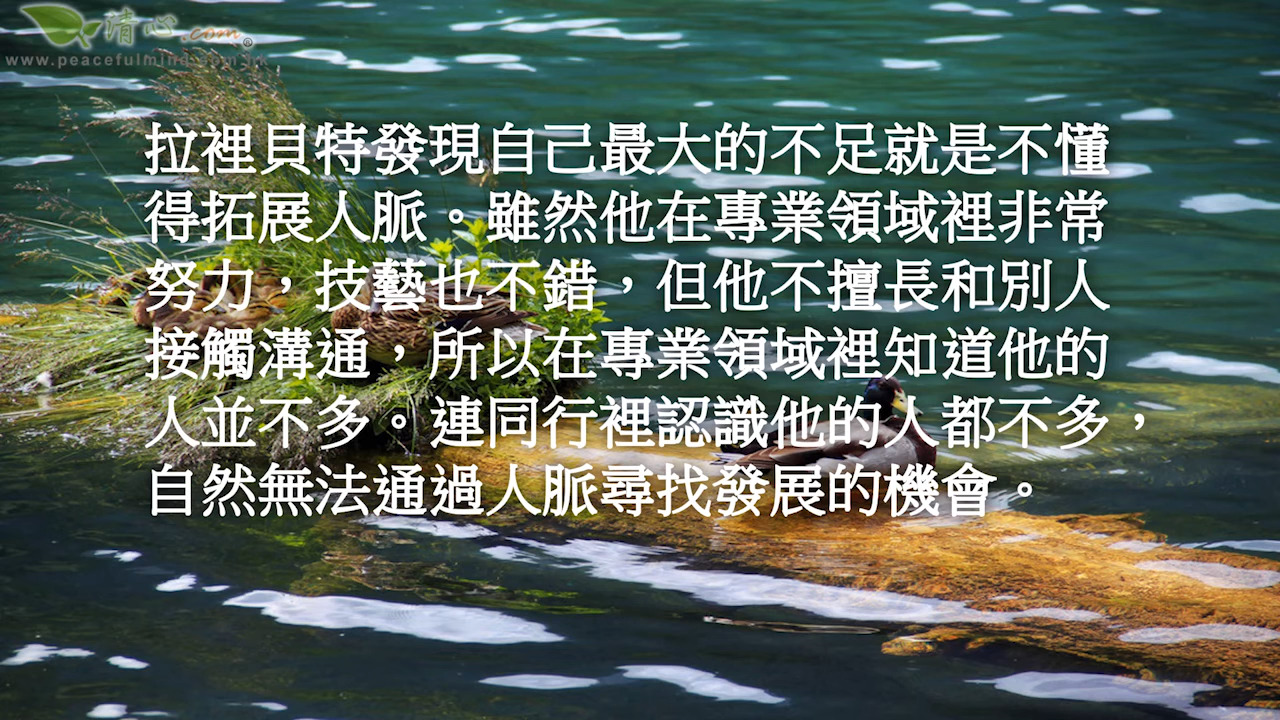 清心.com®
www.peacefulmind.com.hk
拉裡貝特發現自己最大的不足就是不懂
得拓展人脈。雖然他在專業領域裡非常
努力，技藝也不錯，但他不擅長和別人
接觸溝通，所以在專業領域裡知道他的
人並不多。連同行裡認識他的人都不多，
自然無法通過人脈尋找發展的機會。